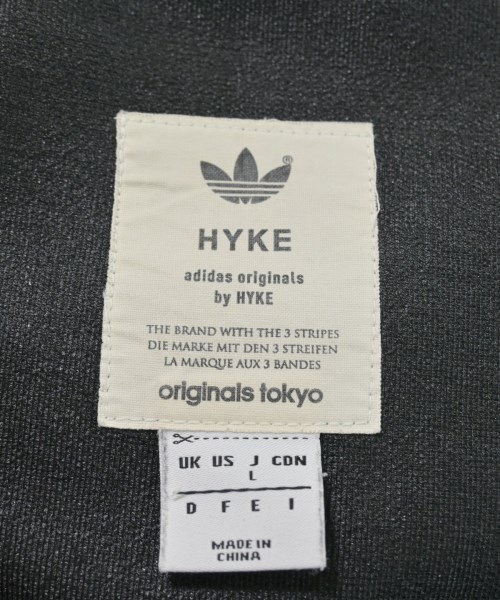 ®
HYKE
adidas originals
by HYKE
THE BRAND WITH THE 3 STRIPES
DIE MARKE MIT DEN 3 STREIFEN
LA MARQUE AUX 3 BANDES
originals tokyo
UK US J CDN
L
D F E I
MADE IN
CHINA